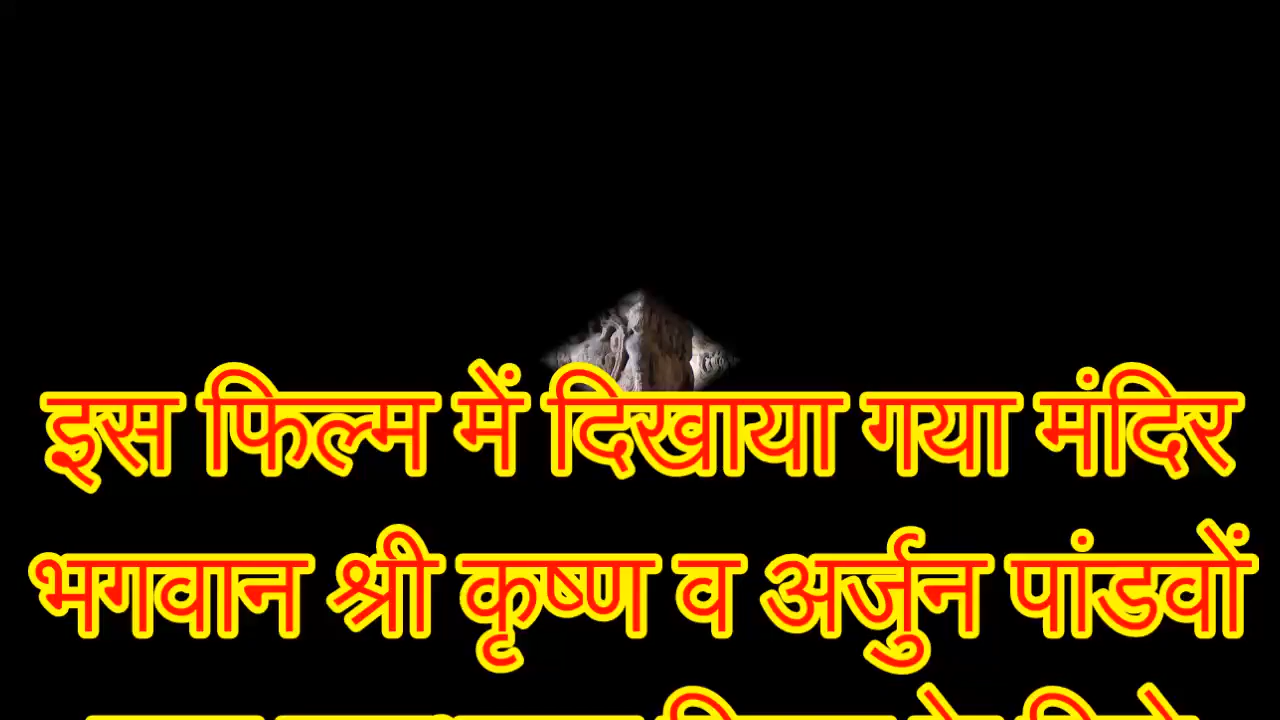 इस फिल्म में दिखाया गया मंदिर
भगवान श्री कृष्ण व अर्जुन पांडवों